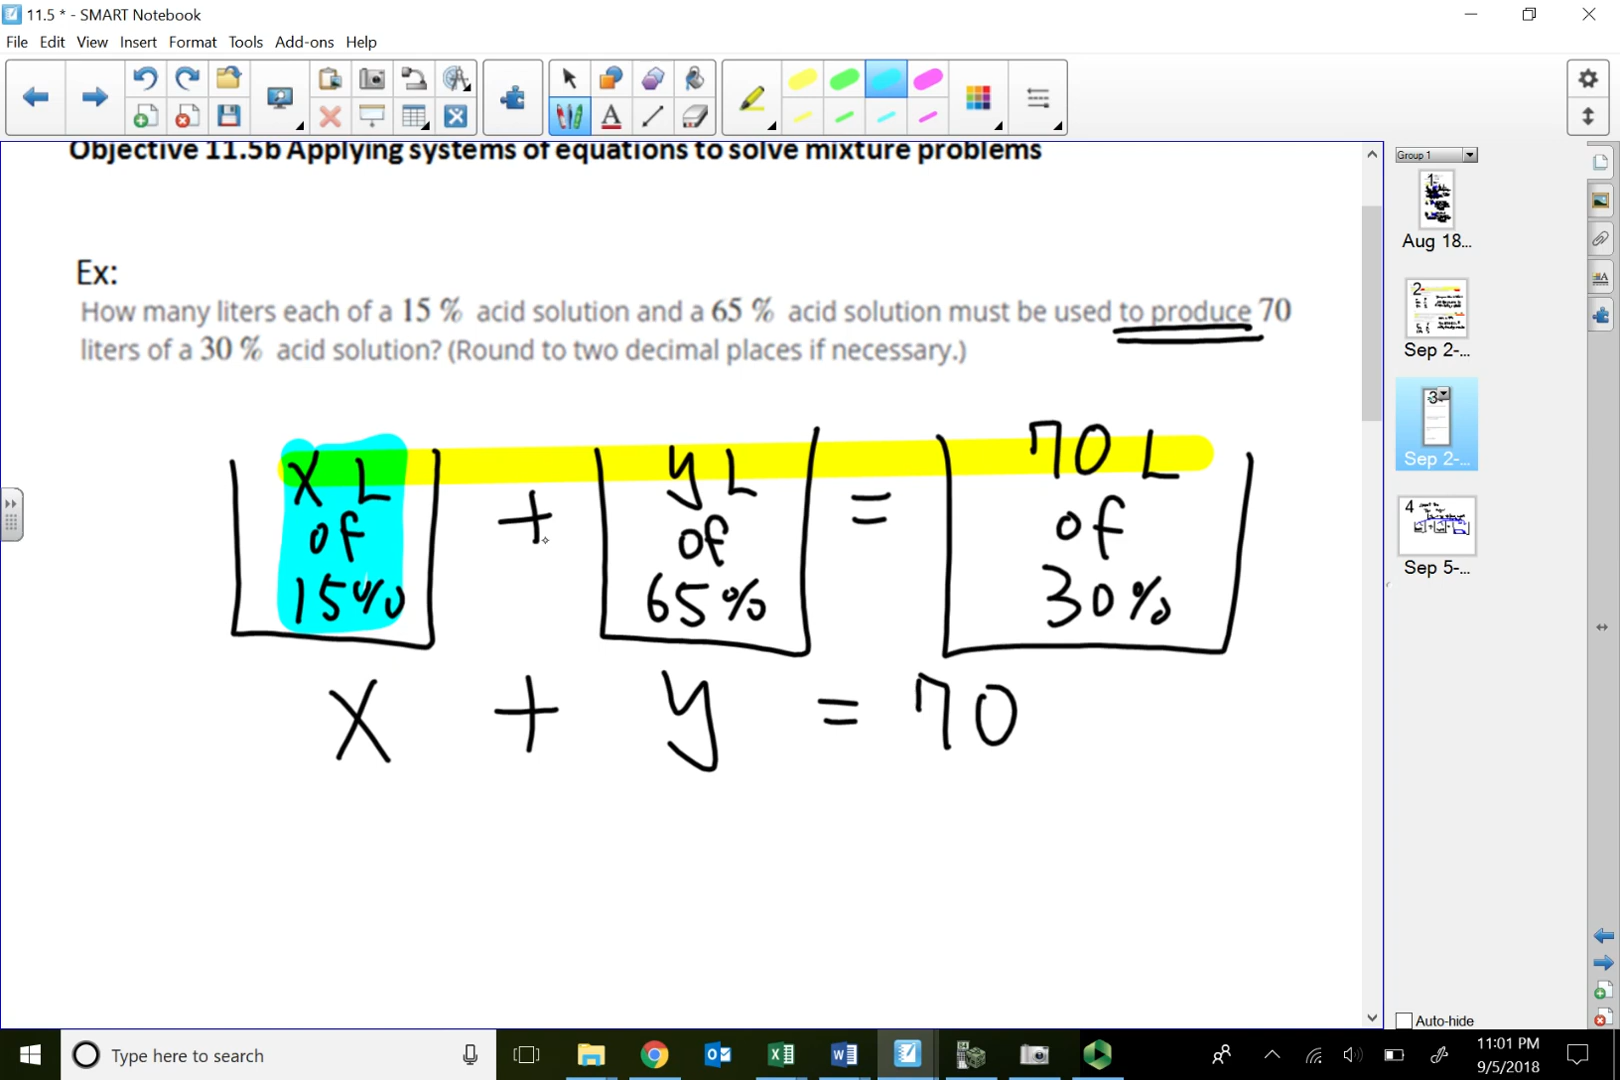 11.5 * - SMART Notebook
File Edit View Insert Format Tools Add-ons Help
Objective 11.5b Applying systems of equations to solve mixture problems
Ex:
How many liters each of a 15 % acid solution and a 65 % acid solution must be used to produce 70
liters of a 30 % acid solution? (Round to two decimal places if necessary.)
x L + y L = 70 L
of of of
15% 65% 30%
x + y = 70
Group 1
1
Aug 18...
2
Sep 2-...
3
Sep 2-...
4
Sep 5-...
Auto-hide
Type here to search
11:01 PM
9/5/2018